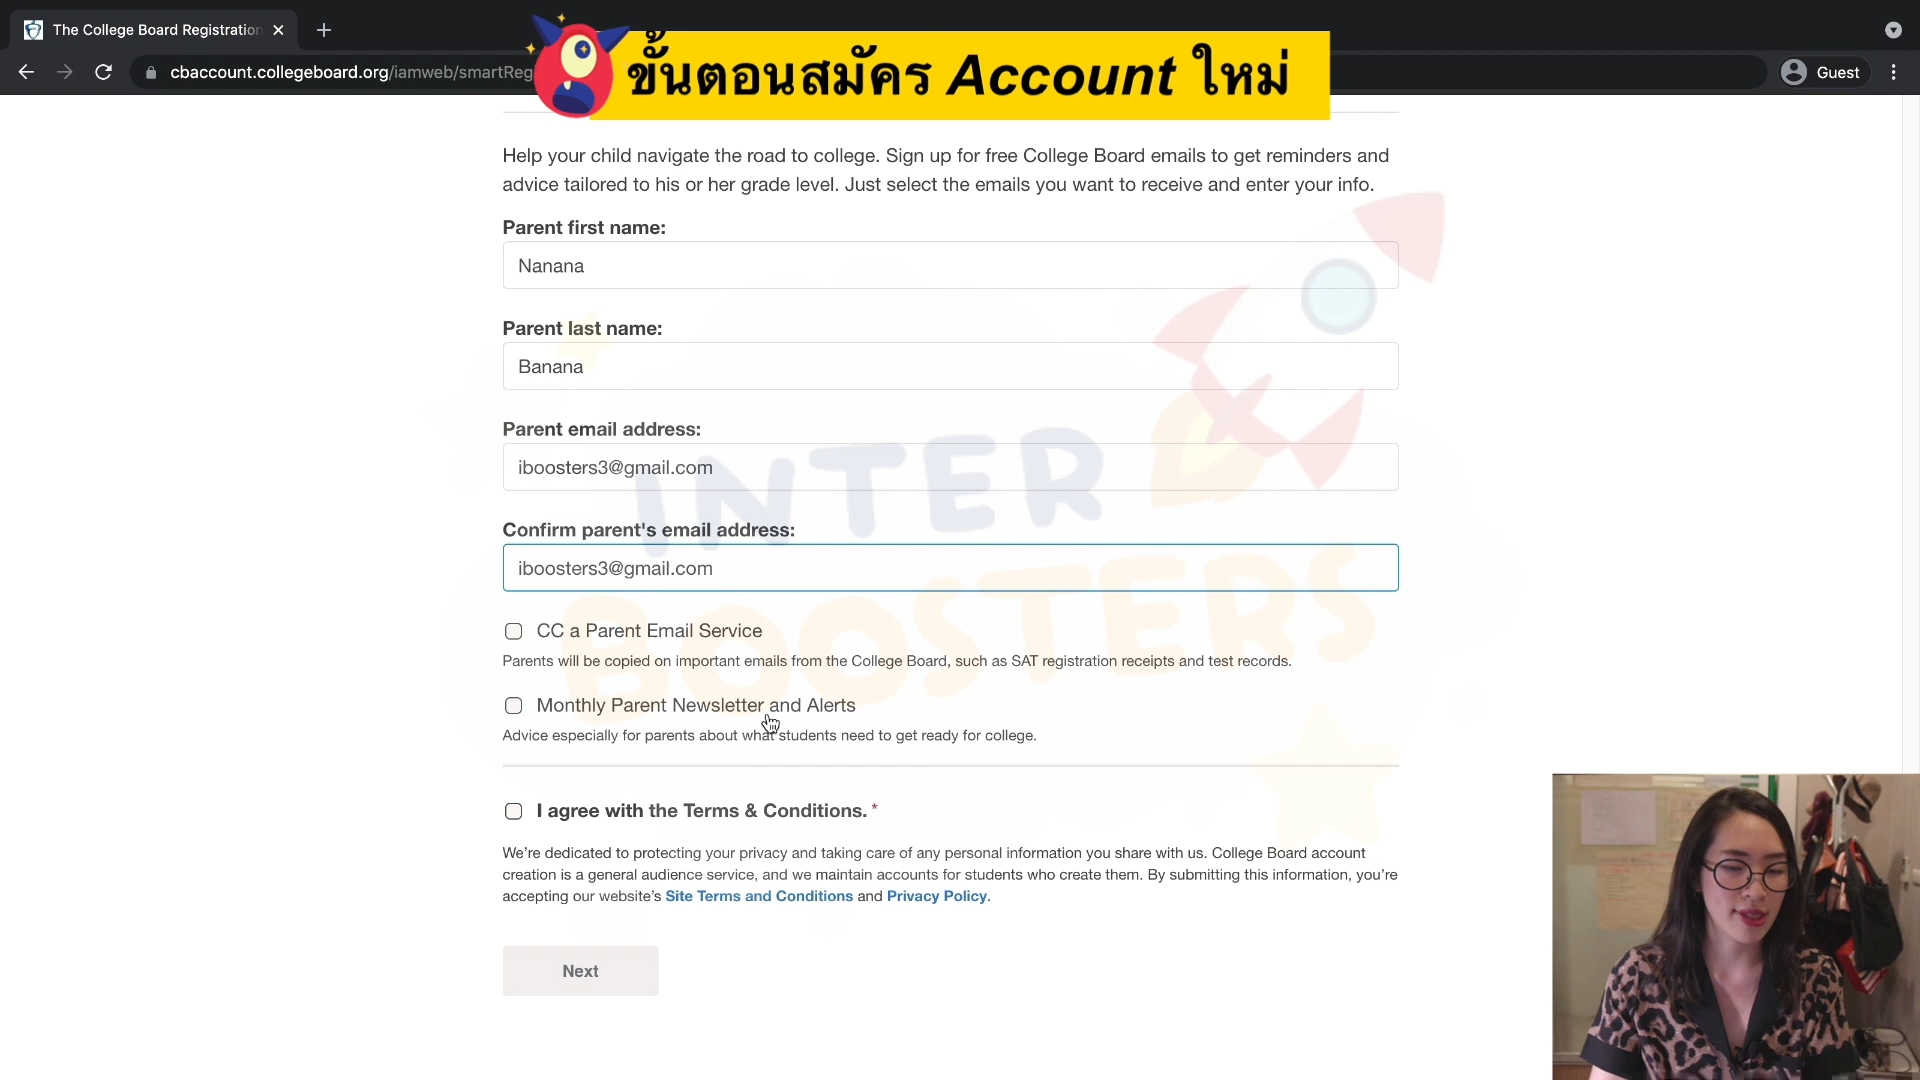 The College Board Registration
cbaccount.collegeboard.org/iamweb/smartReg
Guest
ขั้นตอนสมัคร Account ใหม่
Help your child navigate the road to college. Sign up for free College Board emails to get reminders and
advice tailored to his or her grade level. Just select the emails you want to receive and enter your info.
Parent first name:
Nanana
Parent last name:
Banana
Parent email address:
iboosters3@gmail.com
INTER
Confirm parent's email address:
iboosters3@gmail.com
BOOSTERS
CC a Parent Email Service
Parents will be copied on important emails from the College Board, such as SAT registration receipts and test records.
Monthly Parent Newsletter and Alerts
Advice especially for parents about what students need to get ready for college.
I agree with the Terms & Conditions. *
We’re dedicated to protecting your privacy and taking care of any personal information you share with us. College Board account
creation is a general audience service, and we maintain accounts for students who create them. By submitting this information, you’re
accepting our website’s Site Terms and Conditions and Privacy Policy.
Next